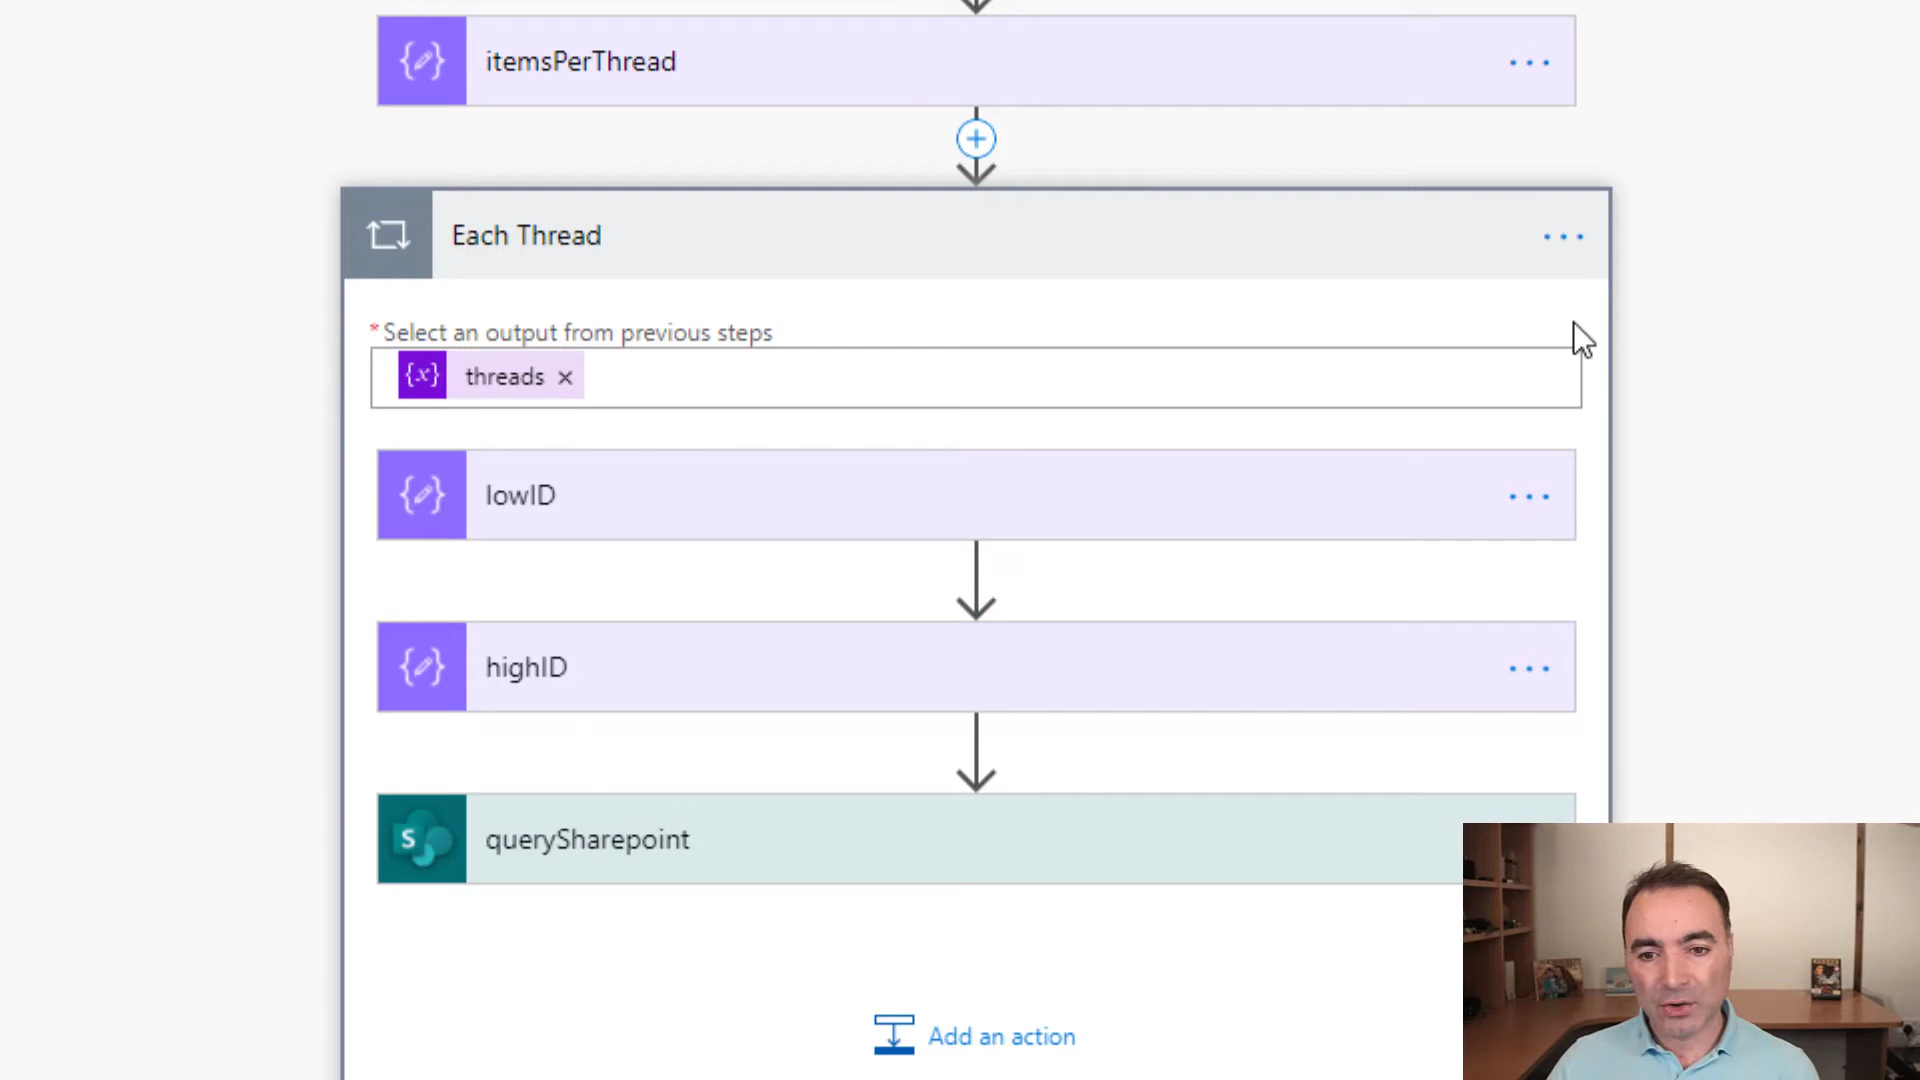 itemsPerThread
Each Thread
* Select an output from previous steps
{x} threads ×
lowID
highID
S querySharepoint
Add an action